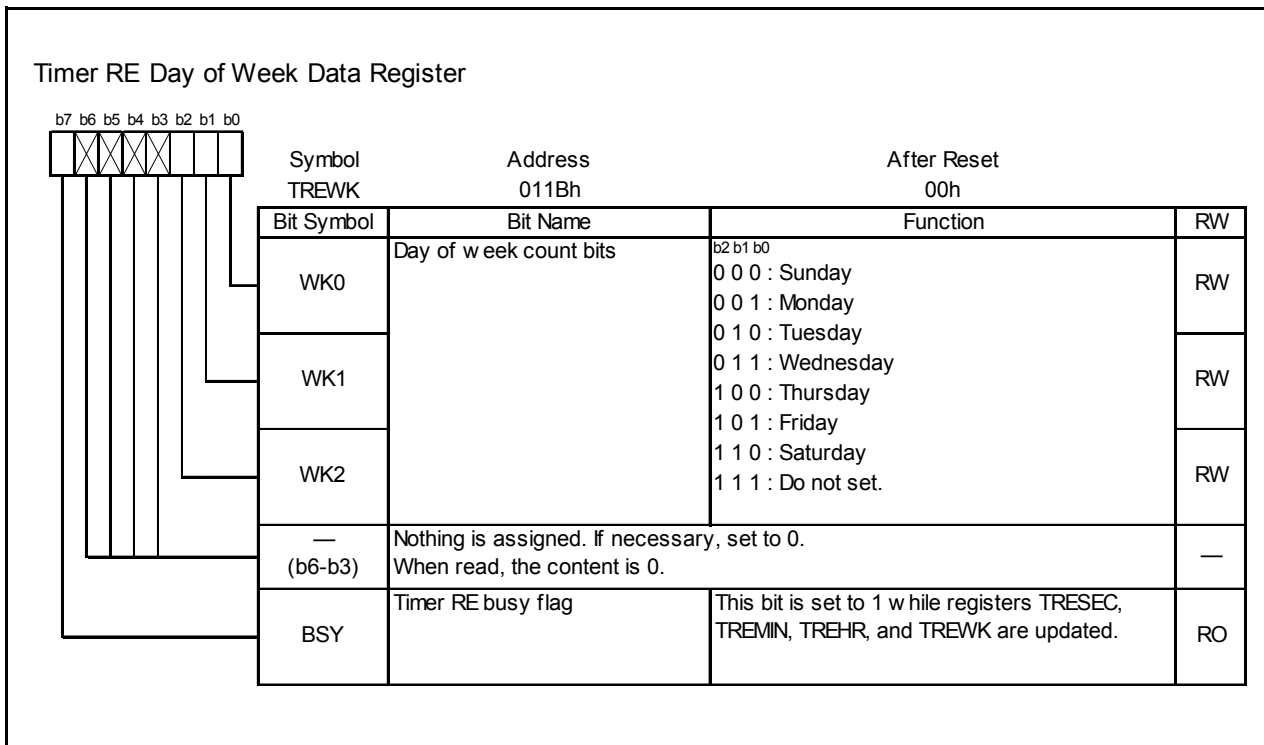 Timer RE Day of Week Data Register
b7 b6 b5 b4 b3 b2 b1 b0
Symbol Address After Reset
TREWK 011Bh 00h
Bit Symbol Bit Name Function RW
WK0 Day of week count bits b2 b1 b0 RW
0 0 0 : Sunday
0 0 1 : Monday
0 1 0 : Tuesday
WK1 0 1 1 : Wednesday RW
1 0 0 : Thursday
1 0 1 : Friday
WK2 1 1 0 : Saturday RW
1 1 1 : Do not set.
— Nothing is assigned. If necessary, set to 0. —
(b6-b3) When read, the content is 0.
BSY Timer RE busy flag This bit is set to 1 while registers TRESEC, RO
TREMIN, TREHR, and TREWK are updated.